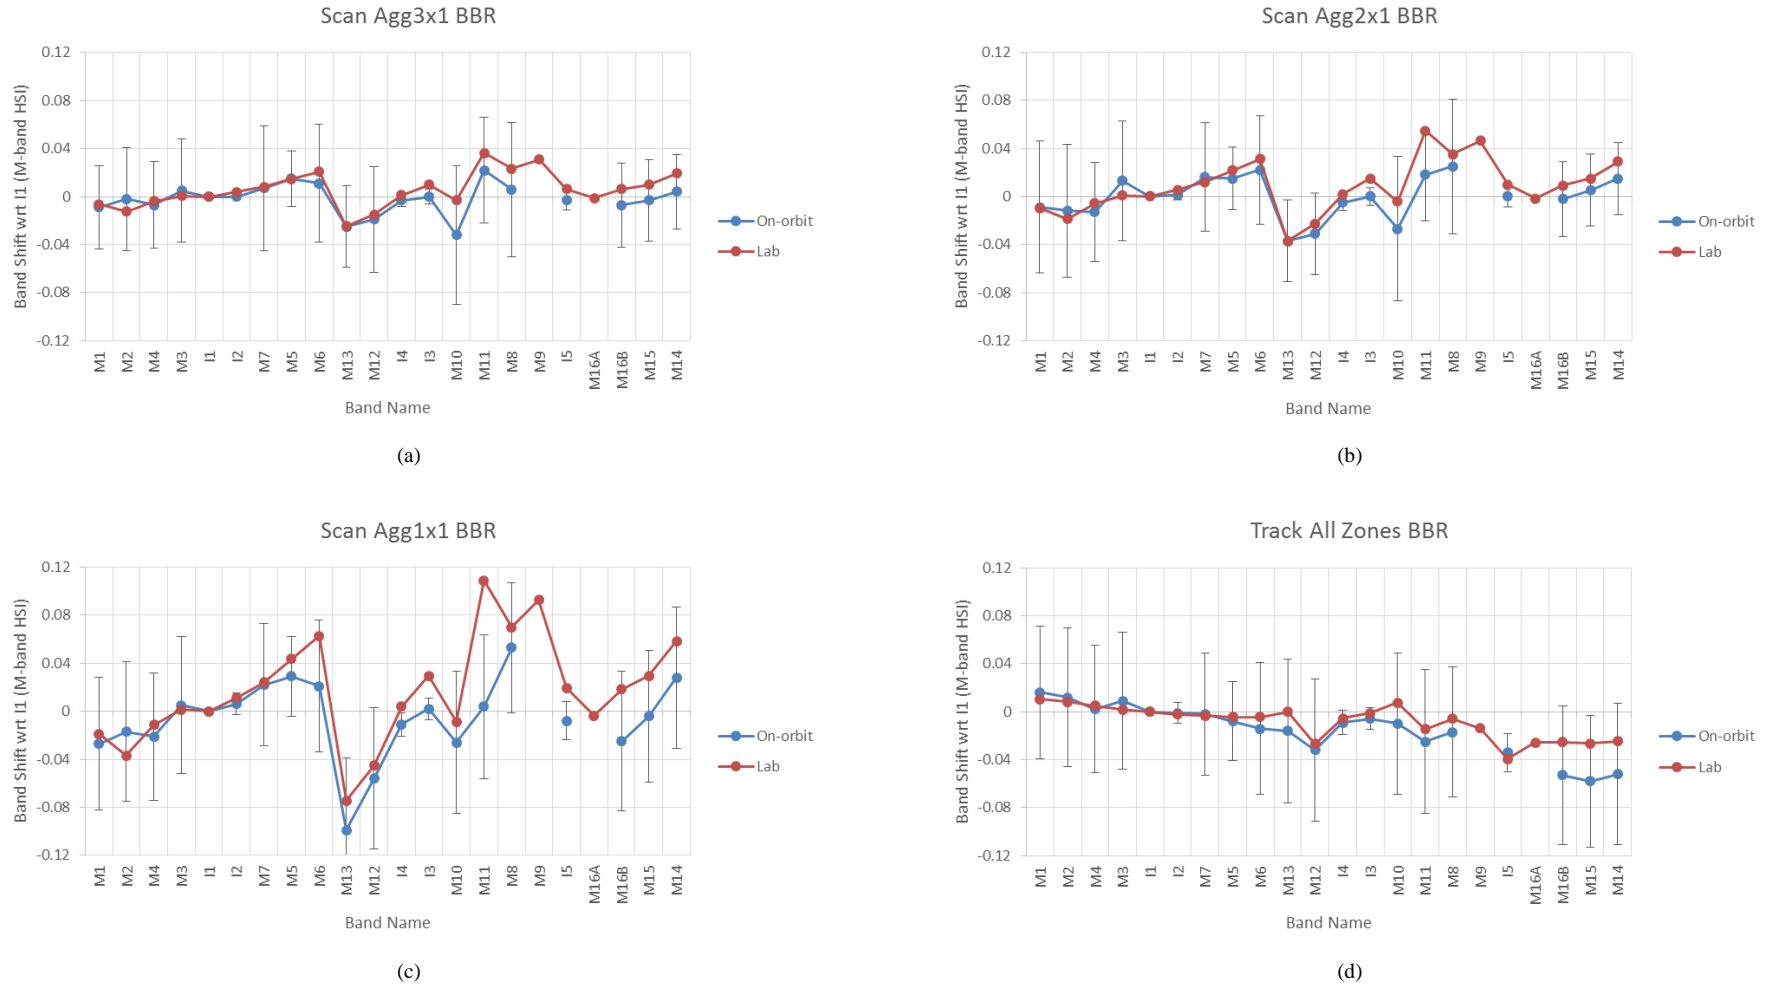 Scan Agg3x1 BBR
Band Shift wrt I1 (M-band HSI)
0.12
0.08
0.04
0
-0.04
-0.08
-0.12
M1 M2 M4 M3 I1 I2 M7 M5 M6 M13 M12 I4 I3 M10 M11 M8 M9 I5 M16A M16B M15 M14
Band Name
On-orbit
Lab
(a)
Scan Agg2x1 BBR
Band Shift wrt I1 (M-band HSI)
0.12
0.08
0.04
0
-0.04
-0.08
-0.12
M1 M2 M4 M3 I1 I2 M7 M5 M6 M13 M12 I4 I3 M10 M11 M8 M9 I5 M16A M16B M15 M14
Band Name
On-orbit
Lab
(b)
Scan Agg1x1 BBR
Band Shift wrt I1 (M-band HSI)
0.12
0.08
0.04
0
-0.04
-0.08
-0.12
M1 M2 M4 M3 I1 I2 M7 M5 M6 M13 M12 I4 I3 M10 M11 M8 M9 I5 M16A M16B M15 M14
Band Name
On-orbit
Lab
(c)
Track All Zones BBR
Band Shift wrt I1 (M-band HSI)
0.12
0.08
0.04
0
-0.04
-0.08
-0.12
M1 M2 M4 M3 I1 I2 M7 M5 M6 M13 M12 I4 I3 M10 M11 M8 M9 I5 M16A M16B M15 M14
Band Name
On-orbit
Lab
(d)